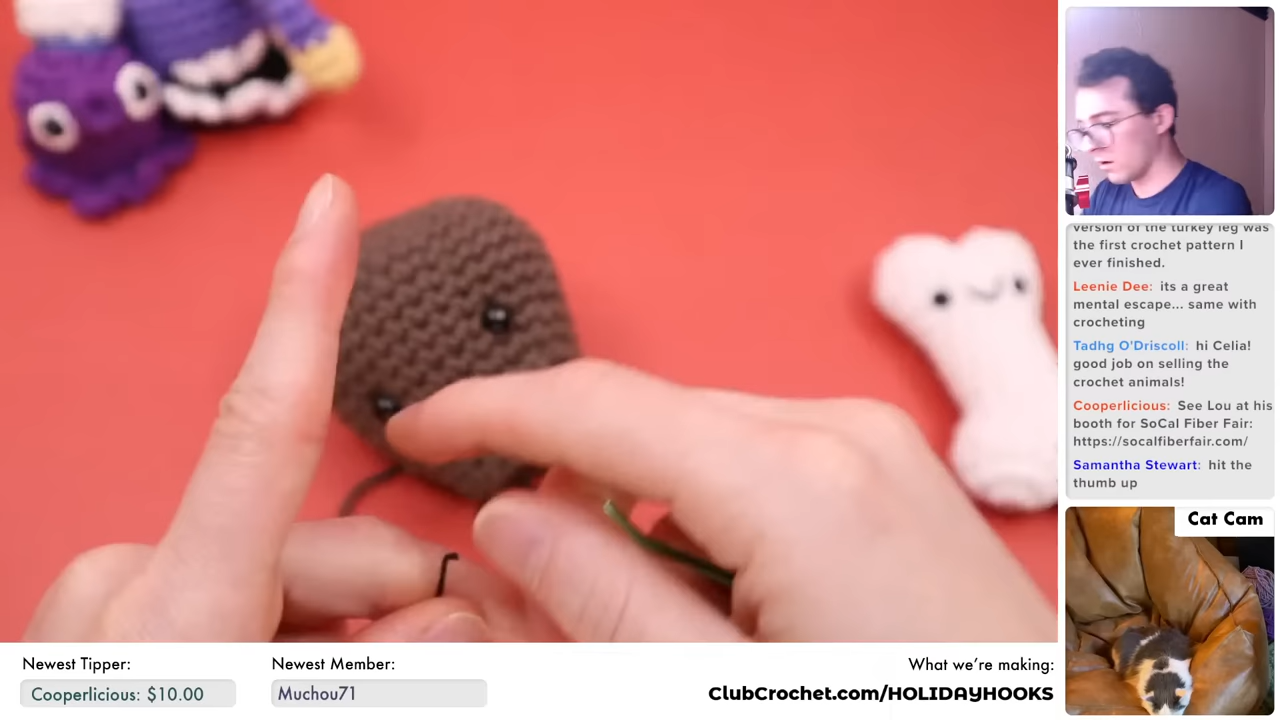 version of the turkey leg was
the first crochet pattern I
ever finished.
Leenie Dee: its a great
mental escape... same with
crocheting
Tadhg O'Driscoll: hi Celia!
good job on selling the
crochet animals!
Cooperlicious: See Lou at his
booth for SoCal Fiber Fair:
https://socalfiberfair.com/
Samantha Stewart: hit the
thumb up
Cat Cam
Newest Tipper:
Cooperlicious: $10.00
Newest Member:
Muchou71
What we're making:
ClubCrochet.com/HOLIDAYHOOKS